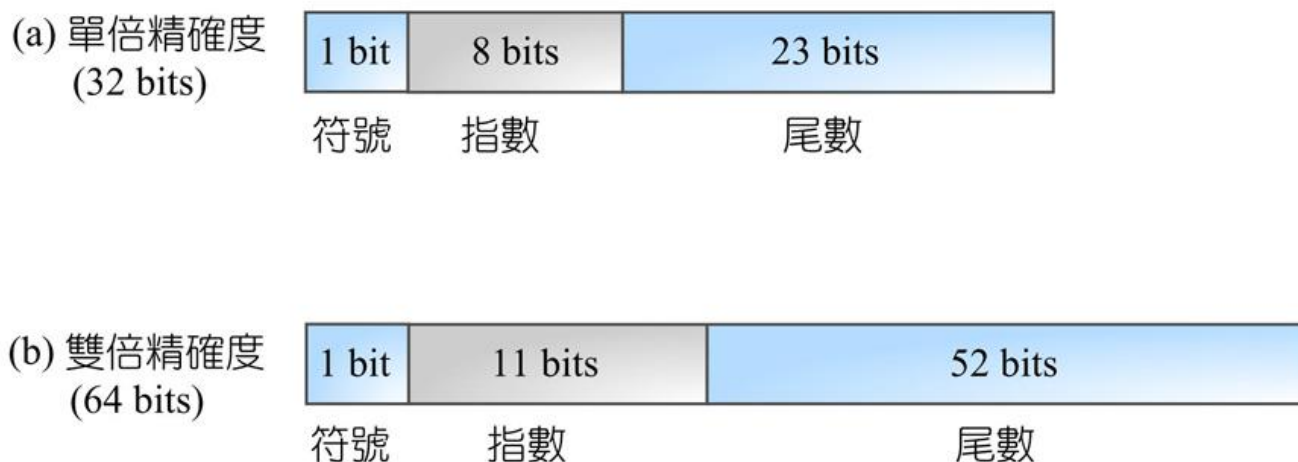 (a) 單倍精確度
(32 bits)
1 bit 8 bits 23 bits
符號 指數 尾數
(b) 雙倍精確度
(64 bits)
1 bit 11 bits 52 bits
符號 指數 尾數